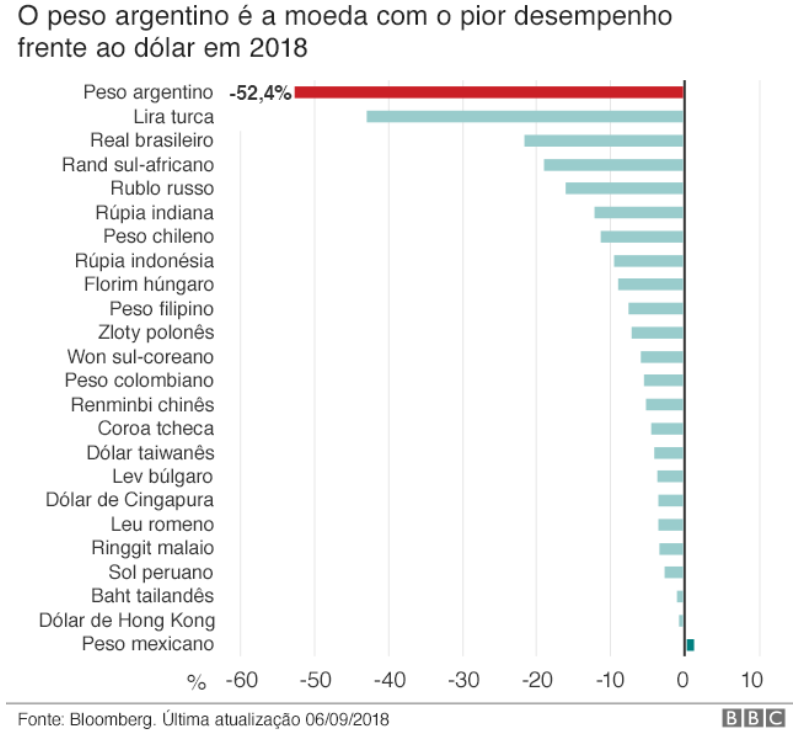 O peso argentino é a moeda com o pior desempenho
frente ao dólar em 2018
Peso argentino -52,4%
Lira turca
Real brasileiro
Rand sul-africano
Rublo russo
Rúpia indiana
Peso chileno
Rúpia indonésia
Florim húngaro
Peso filipino
Zloty polonês
Won sul-coreano
Peso colombiano
Renminbi chinês
Coroa tcheca
Dólar taiwanês
Lev búlgaro
Dólar de Cingapura
Leu romeno
Ringgit malaio
Sol peruano
Baht tailandês
Dólar de Hong Kong
Peso mexicano
% -60 -50 -40 -30 -20 -10 0 10
Fonte: Bloomberg. Última atualização 06/09/2018 BBC